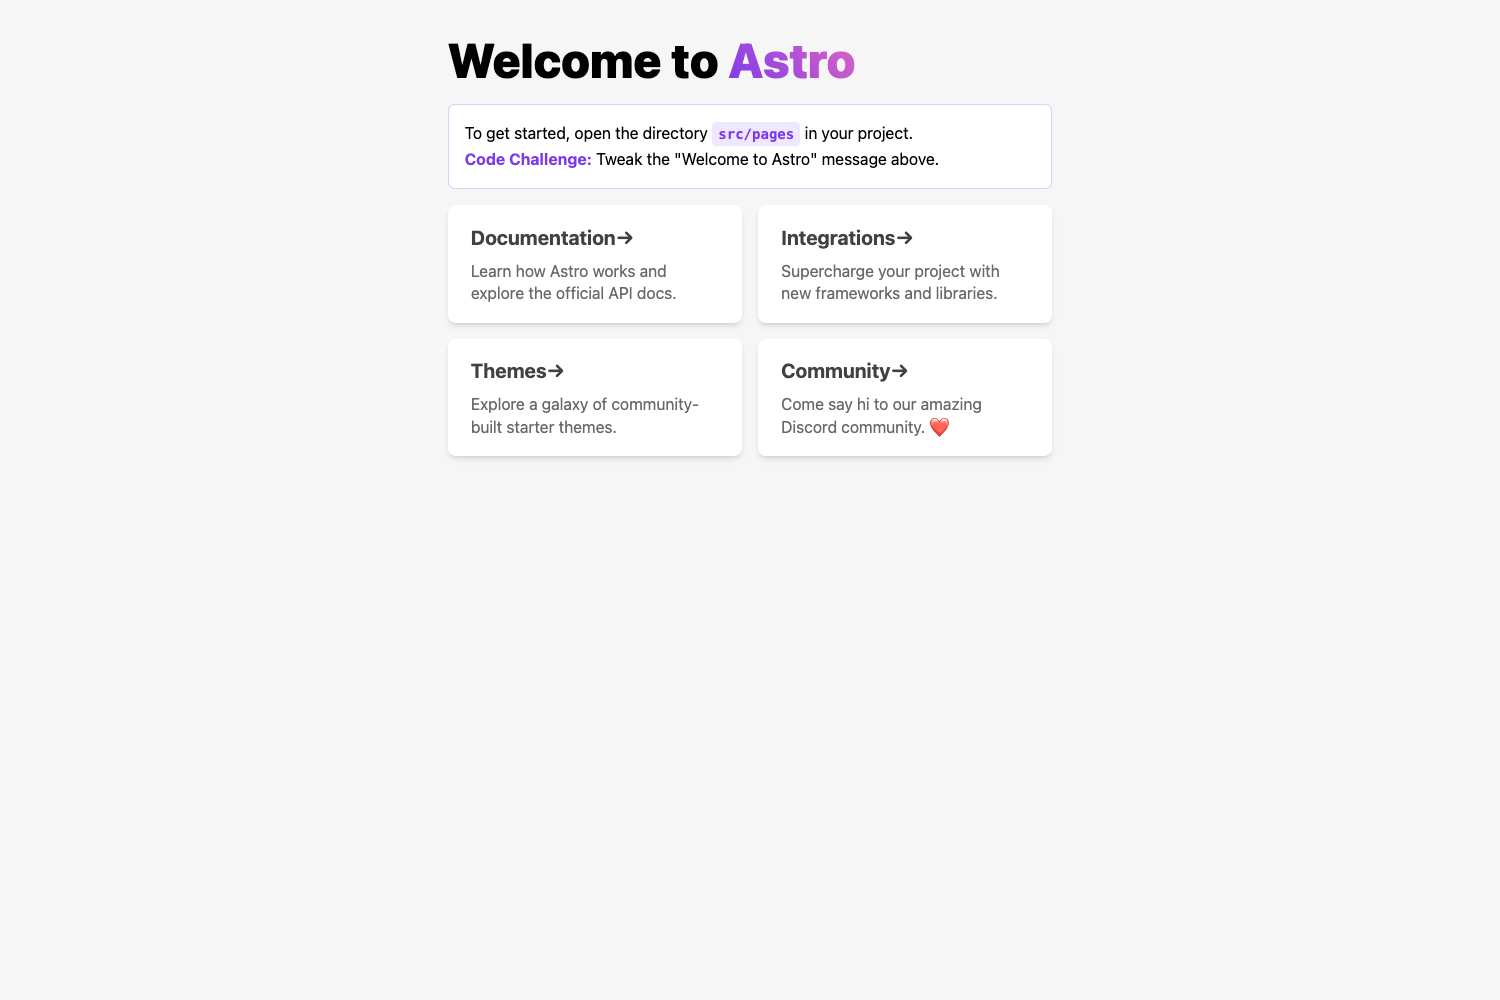 Welcome to Astro
To get started, open the directory src/pages in your project.
Code Challenge: Tweak the "Welcome to Astro" message above.
Documentation→
Learn how Astro works and
explore the official API docs.
Integrations→
Supercharge your project with
new frameworks and libraries.
Themes→
Explore a galaxy of community-
built starter themes.
Community→
Come say hi to our amazing
Discord community. ❤️